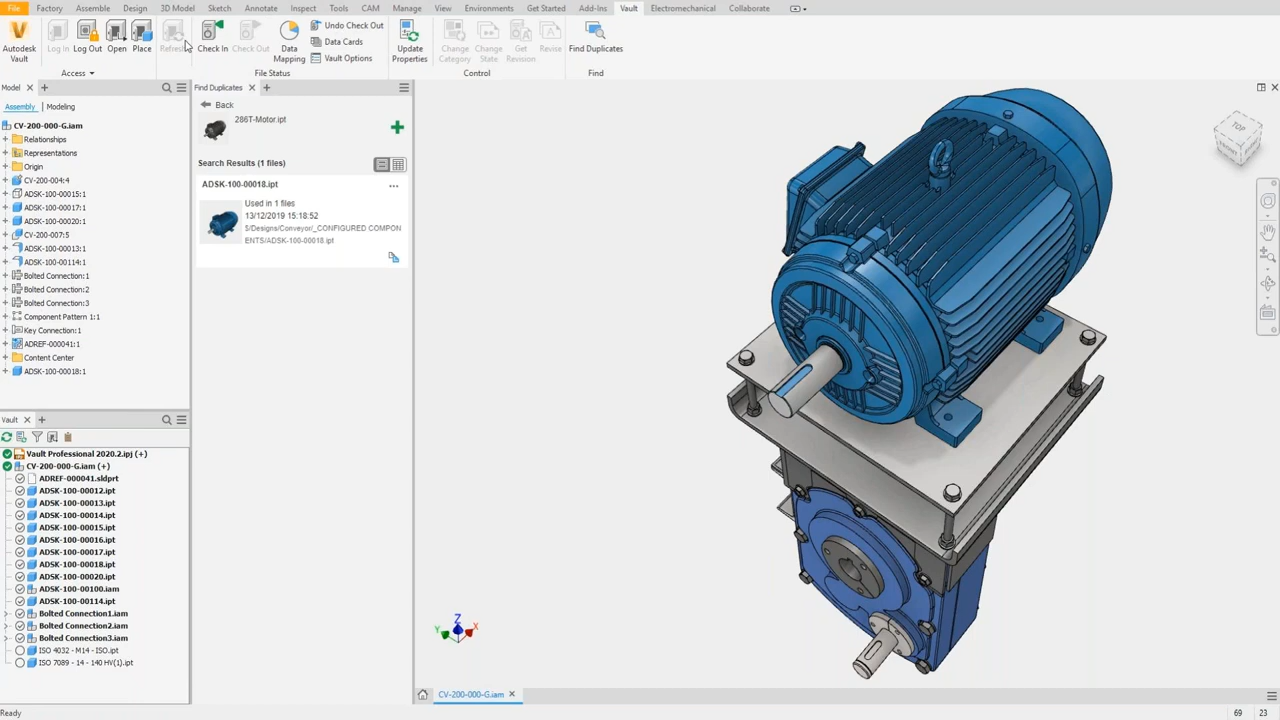 File Factory Assemble Design 3D Model Sketch Annotate Inspect Tools CAM Manage View Environments Get Started Add-Ins Vault Electromechanical Collaborate
Autodesk Vault
Log In
Log Out
Open
Place
Refresh
Check In
Check Out
Data Mapping
Undo Check Out
Data Cards
Vault Options
Update Properties
Change Category
Change State
Get Revision
Revise
Find Duplicates
Access
File Status
Control
Find
Model
Assembly Modeling
CV-200-000-G.iam
Relationships
Representations
Origin
CV-200-004:4
ADSK-100-00015:1
ADSK-100-00017:1
ADSK-100-00020:1
CV-200-007:5
ADSK-100-00013:1
ADSK-100-00114:1
Bolted Connection:1
Bolted Connection:2
Bolted Connection:3
Component Pattern 1:1
Key Connection:1
ADREF-000041:1
Content Center
ADSK-100-00018:1
Vault
Vault Professional 2020.2.ipj (+)
CV-200-000-G.iam (+)
ADREF-000041.sldprt
ADSK-100-00012.ipt
ADSK-100-00013.ipt
ADSK-100-00014.ipt
ADSK-100-00015.ipt
ADSK-100-00016.ipt
ADSK-100-00017.ipt
ADSK-100-00018.ipt
ADSK-100-00020.ipt
ADSK-100-00100.iam
ADSK-100-00114.ipt
Bolted Connection1.iam
Bolted Connection2.iam
Bolted Connection3.iam
ISO 4032 - M14 - ISO.ipt
ISO 7089 - 14 - 140 HV(1).ipt
Find Duplicates
Back
286T-Motor.ipt
Search Results (1 files)
ADSK-100-00018.ipt
Used in 1 files
13/12/2019 15:18:52
$/Designs/Conveyor/_CONFIGURED COMPON
ENTS/ADSK-100-00018.ipt
TOP
Z
Y X
CV-200-000-G.iam
Ready
69 23